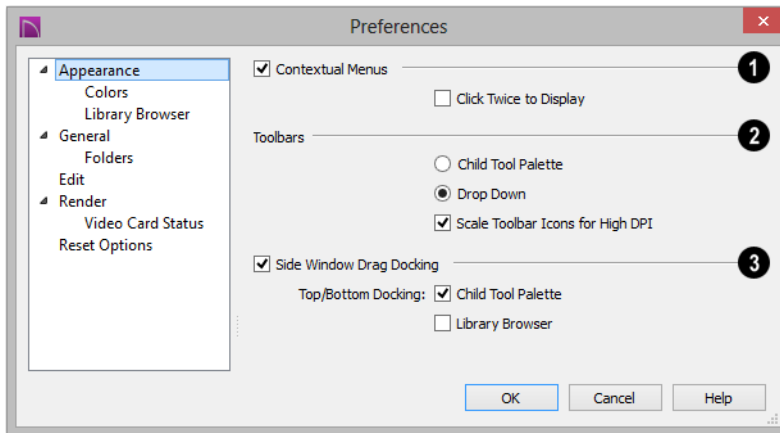 Preferences
Appearance
Colors
Library Browser
General
Folders
Edit
Render
Video Card Status
Reset Options
Contextual Menus 1
Click Twice to Display
Toolbars 2
Child Tool Palette
Drop Down
Scale Toolbar Icons for High DPI
Side Window Drag Docking 3
Top/Bottom Docking: Child Tool Palette
Library Browser
OK Cancel Help